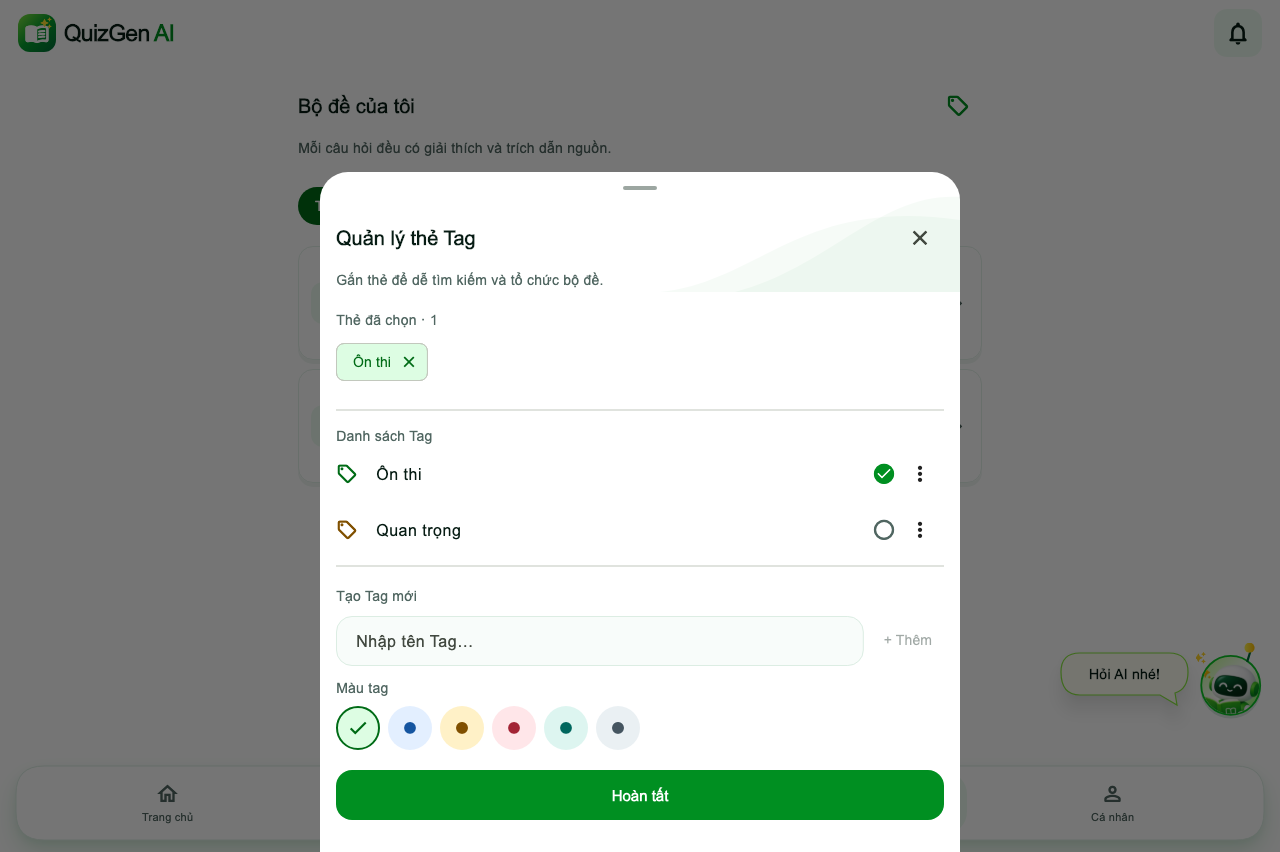 QuizGen AI
Bộ đề của tôi
Mỗi câu hỏi đều có giải thích và trích dẫn nguồn.
Quản lý thẻ Tag
Gắn thẻ để dễ tìm kiếm và tổ chức bộ đề.
Thẻ đã chọn · 1
Ôn thi
Danh sách Tag
Ôn thi
Quan trọng
Tạo Tag mới
Nhập tên Tag...
+ Thêm
Màu tag
Hoàn tất
Hỏi AI nhé!
Trang chủ
Cá nhân